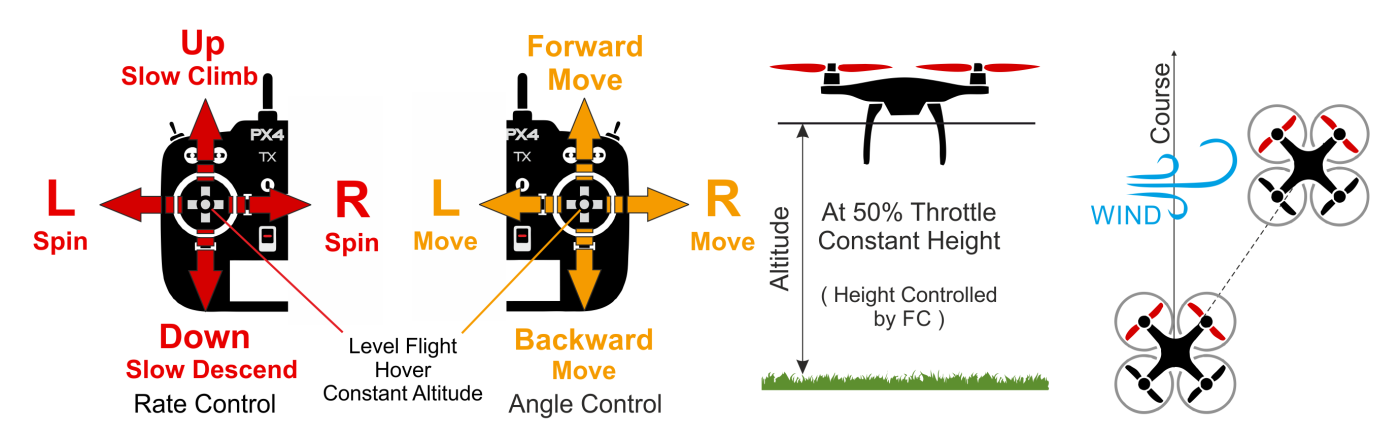 Up
Slow Climb
PX4
TX
L
Spin
R
Spin
Down
Slow Descend
Rate Control
Level Flight
Hover
Constant Altitude
Forward
Move
PX4
TX
L
Move
R
Move
Backward
Move
Angle Control
Altitude
At 50% Throttle
Constant Height
( Height Controlled
by FC )
Course
WIND